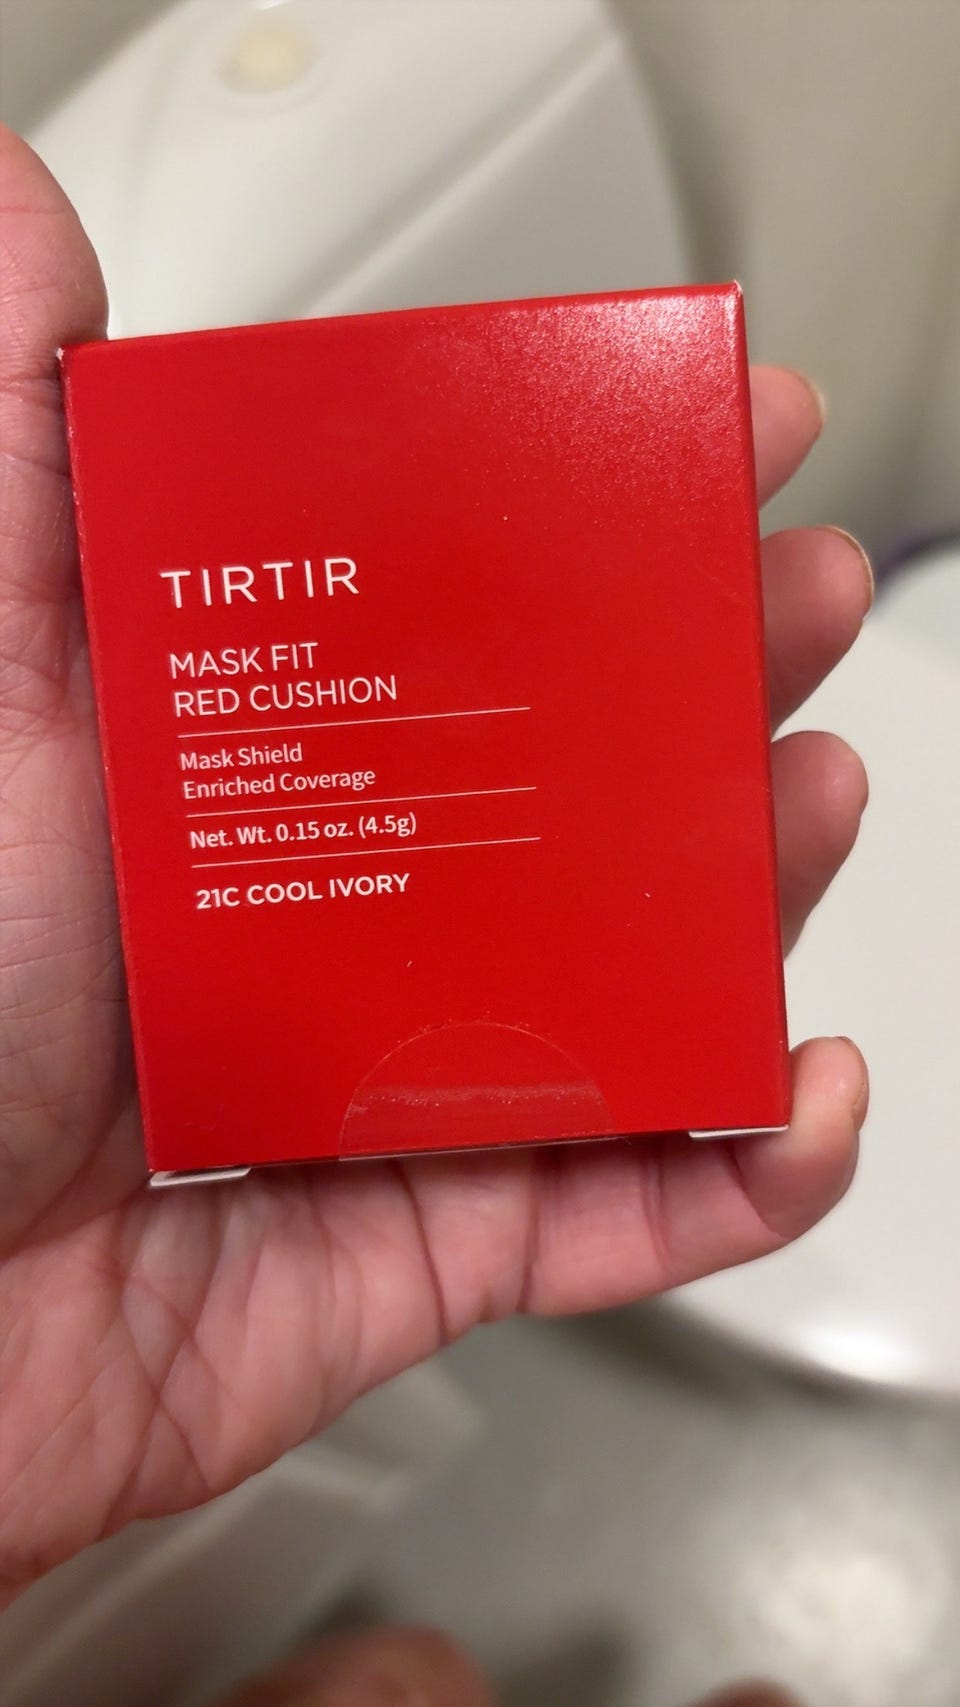 TIRTIR
MASK FIT
RED CUSHION
Mask Shield
Enriched Coverage
Net. Wt. 0.15 oz. (4.5g)
21C COOL IVORY